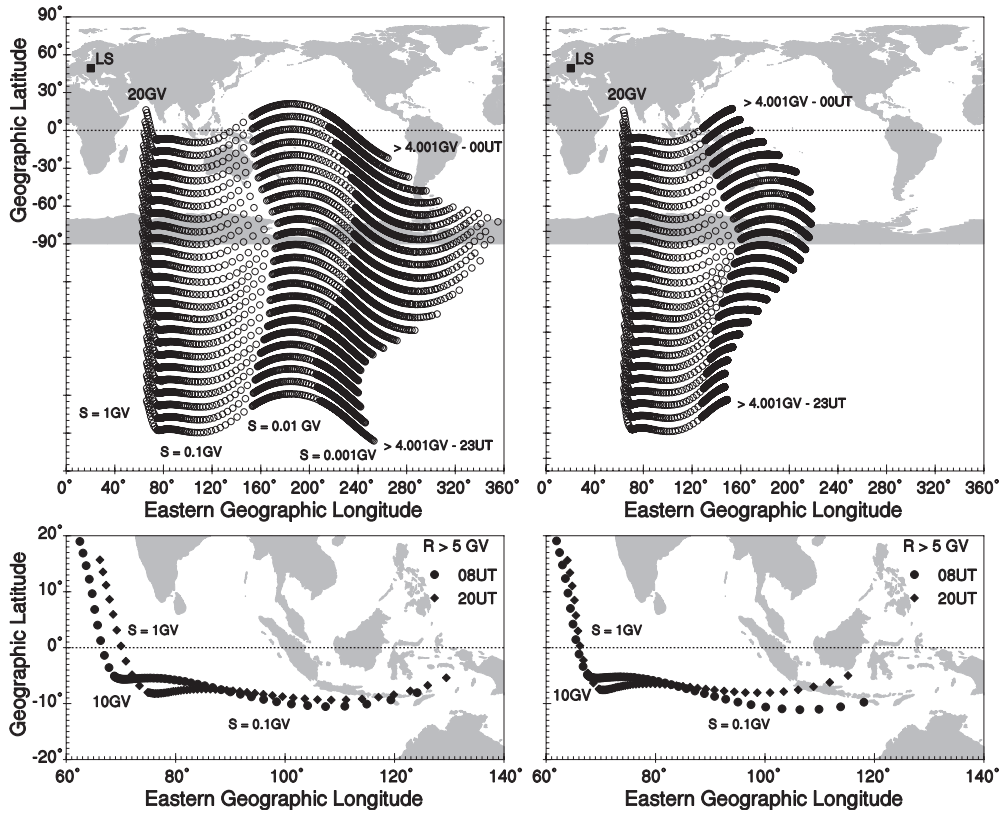 90°
60°
30°
0°
-30°
-60°
-90°
Geographic Latitude
LS
20GV
> 4.001GV - 00UT
S = 1GV
S = 0.1GV
S = 0.01 GV
S = 0.001GV
> 4.001GV - 23UT
0° 40° 80° 120° 160° 200° 240° 280° 320° 360°
Eastern Geographic Longitude
LS
20GV
> 4.001GV - 00UT
> 4.001GV - 23UT
0° 40° 80° 120° 160° 200° 240° 280° 320° 360°
Eastern Geographic Longitude
20°
10°
0°
-10°
-20°
Geographic Latitude
R > 5 GV
08UT
20UT
S = 1GV
10GV
S = 0.1GV
60° 80° 100° 120° 140°
Eastern Geographic Longitude
R > 5 GV
08UT
20UT
S = 1GV
10GV
S = 0.1GV
60° 80° 100° 120° 140°
Eastern Geographic Longitude